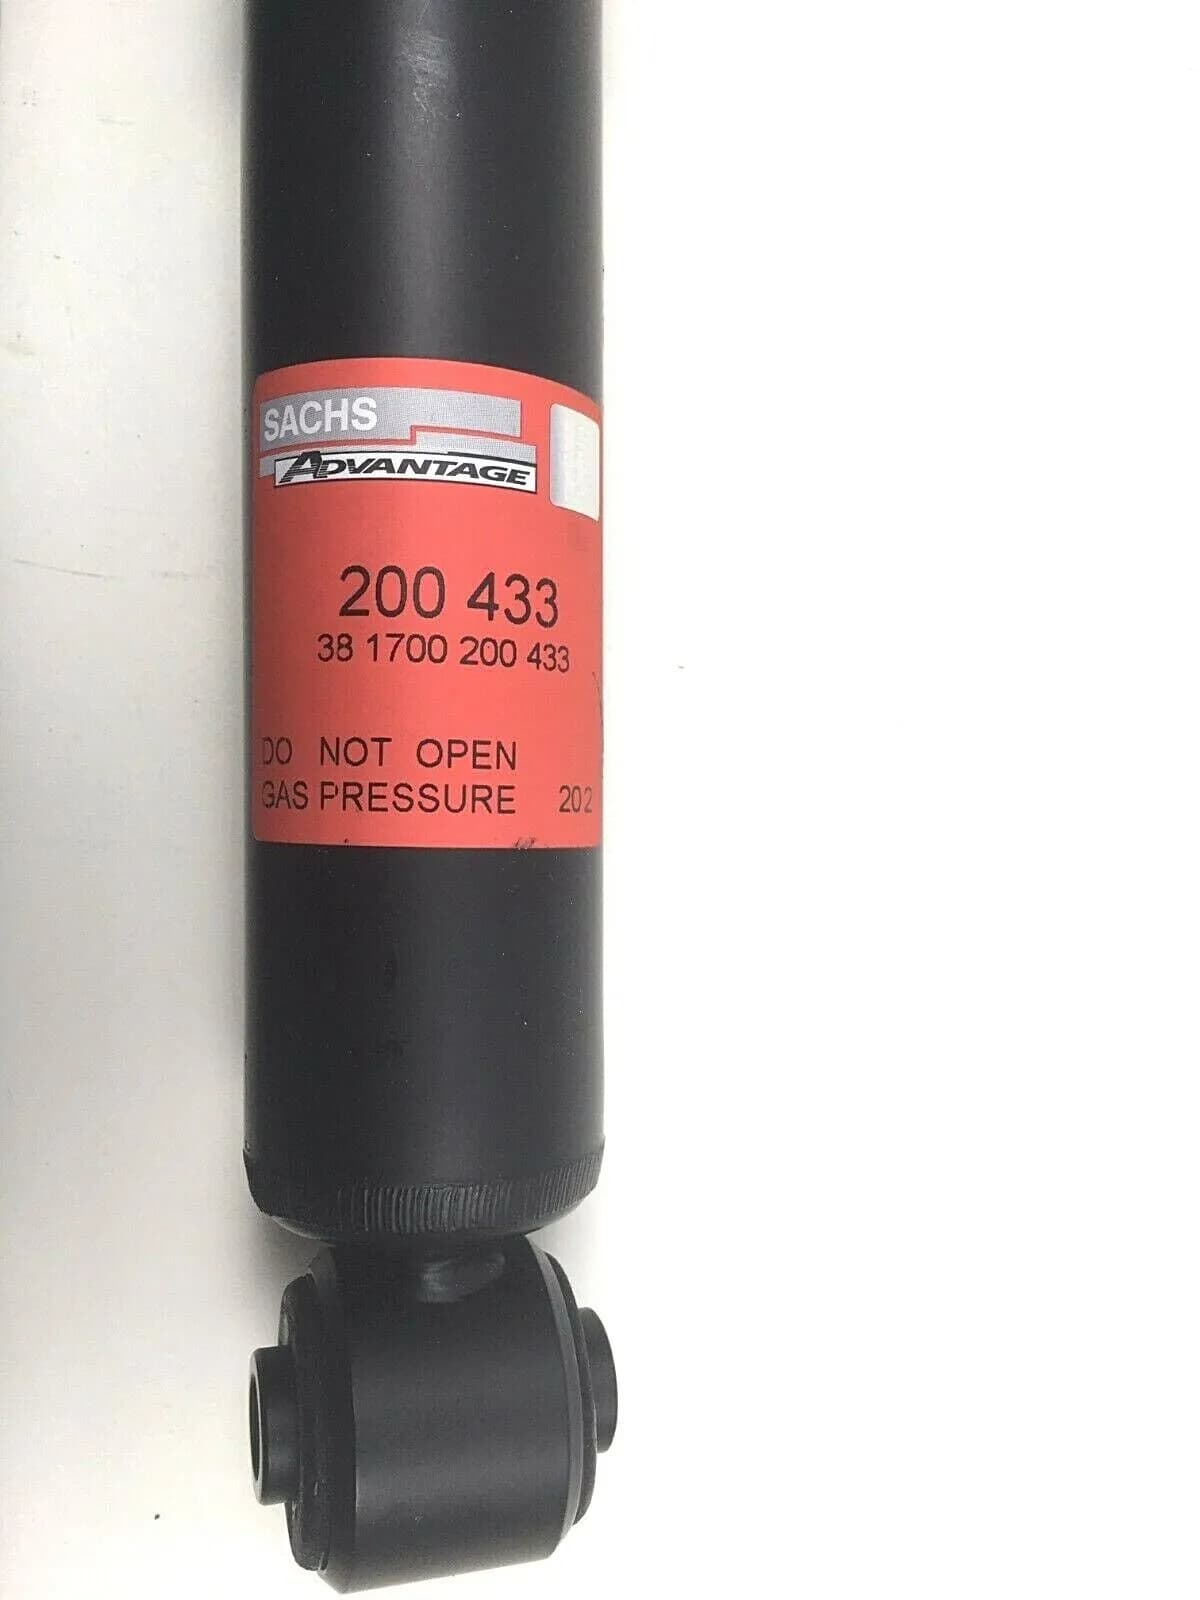 SACHS
ADVANTAGE
200 433
38 1700 200 433
DO NOT OPEN
GAS PRESSURE 202